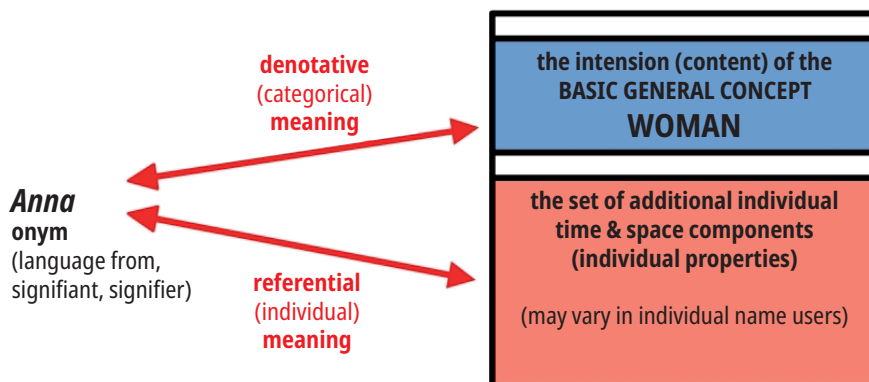 denotative
(categorical)
meaning
the intension (content) of the
BASIC GENERAL CONCEPT
WOMAN
Anna
onym
(language from,
signifiant, signifier)
referential
(individual)
meaning
the set of additional individual
time & space components
(individual properties)
(may vary in individual name users)